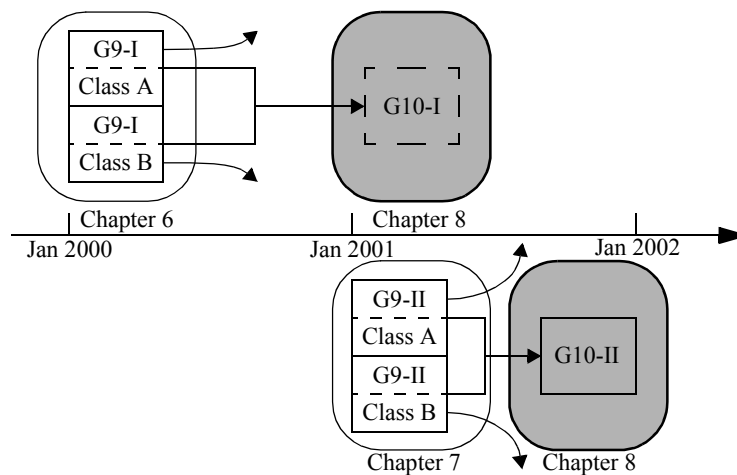 G9-I
Class A
G9-I
Class B
G10-I
Chapter 6
Chapter 8
Jan 2000
Jan 2001
Jan 2002
G9-II
Class A
G9-II
Class B
G10-II
Chapter 7
Chapter 8